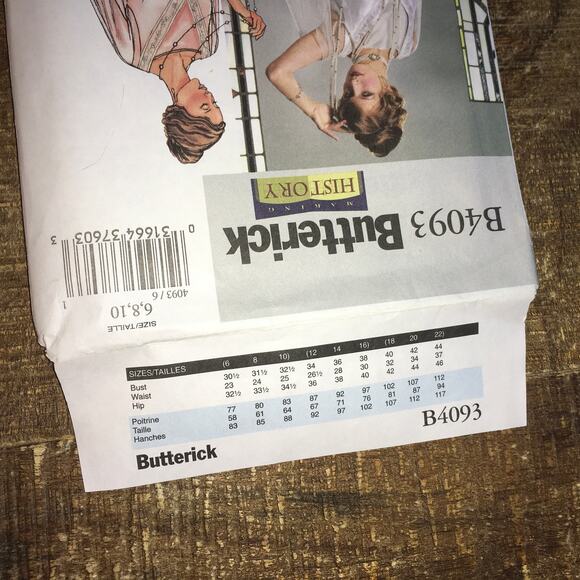 B4093 Butterick
MAKING
HISTORY
SIZE/TAILLE
6,8,10
4093/6 1
0 31664 37603 3
SIZES/TAILLES (6 8 10) (12 14 16) (18 20 22)
Bust 30½ 31½ 32½ 34 36 38 40 42 44
Waist 23 24 25 26½ 28 30 32 34 37
Hip 32½ 33½ 34½ 36 38 40 42 44 46
Poitrine 77 80 83 87 92 97 102 107 112
Taille 58 61 64 67 71 76 81 87 94
Hanches 83 85 88 92 97 102 107 112 117
Butterick B4093